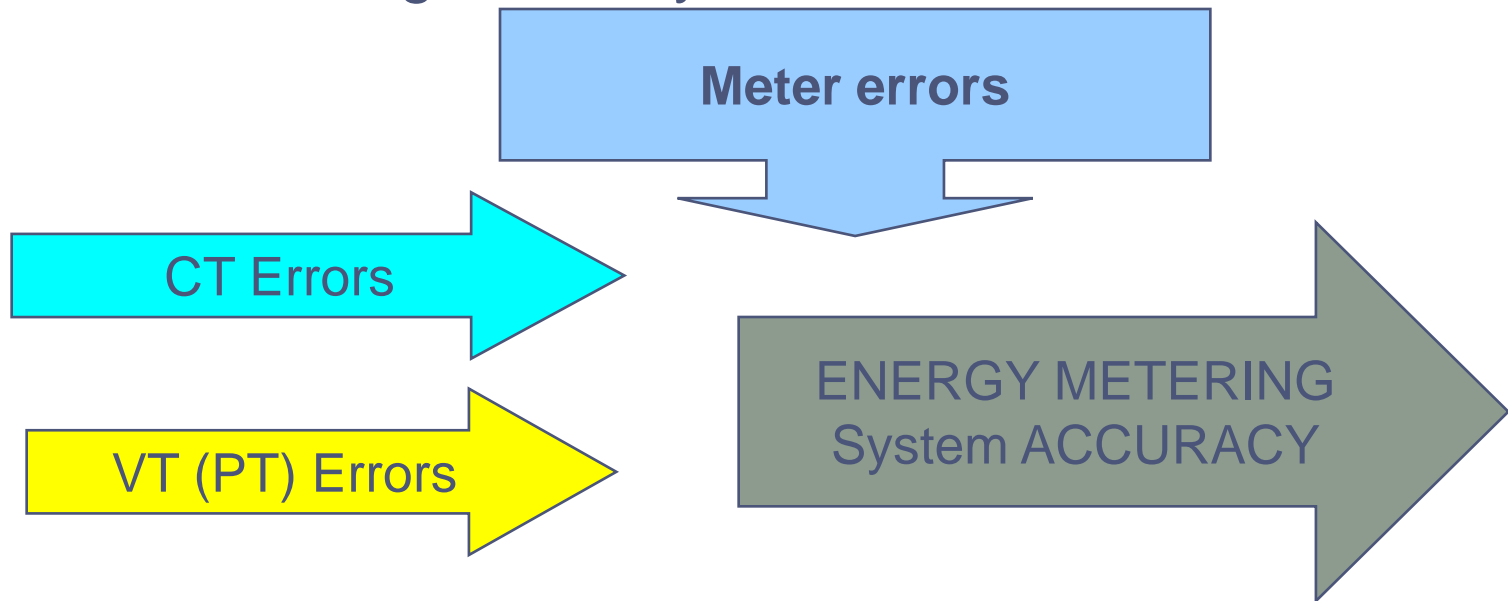 Meter errors
CT Errors
VT (PT) Errors
ENERGY METERING
System ACCURACY